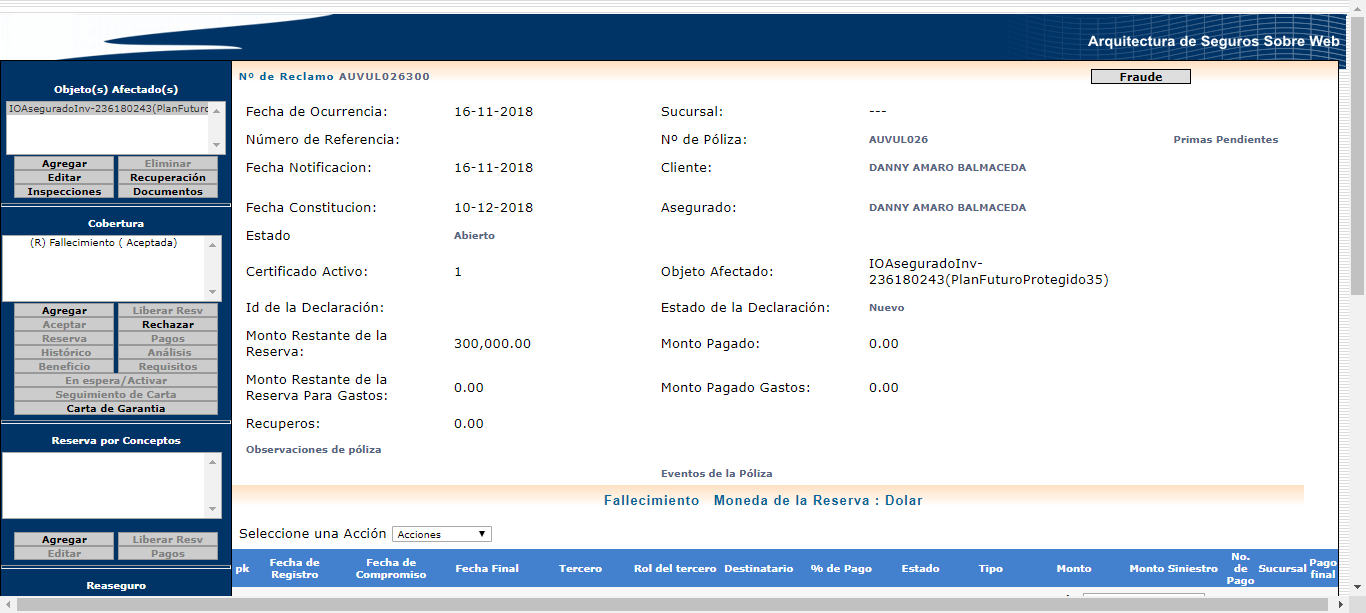 Arquitectura de Seguros Sobre Web
Objeto(s) Afectado(s)
IOAseguradoInv-236180243(PlanFuturo
Agregar Eliminar
Editar Recuperación
Inspecciones Documentos
Cobertura
(R) Fallecimiento ( Aceptada)
Agregar Liberar Resv
Aceptar Rechazar
Reserva Pagos
Histórico Análisis
Beneficio Requisitos
En espera/Activar
Seguimiento de Carta
Carta de Garantia
Reserva por Conceptos
Agregar Liberar Resv
Editar Pagos
Reaseguro
Nº de Reclamo AUVUL026300 Fraude
Fecha de Ocurrencia: 16-11-2018 Sucursal: ---
Número de Referencia: Nº de Póliza: AUVUL026 Primas Pendientes
Fecha Notificacion: 16-11-2018 Cliente: DANNY AMARO BALMACEDA
Fecha Constitucion: 10-12-2018 Asegurado: DANNY AMARO BALMACEDA
Estado Abierto
Certificado Activo: 1 Objeto Afectado: IOAseguradoInv-
236180243(PlanFuturoProtegido35)
Id de la Declaración: Estado de la Declaración: Nuevo
Monto Restante de la
Reserva: 300,000.00 Monto Pagado: 0.00
Monto Restante de la
Reserva Para Gastos: 0.00 Monto Pagado Gastos: 0.00
Recuperos: 0.00
Observaciones de póliza
Eventos de la Póliza
Fallecimiento Moneda de la Reserva : Dolar
Seleccione una Acción Acciones
pk Fecha de Registro Fecha de Compromiso Fecha Final Tercero Rol del tercero Destinatario % de Pago Estado Tipo Monto Monto Siniestro No. de Pago Sucursal Pago final